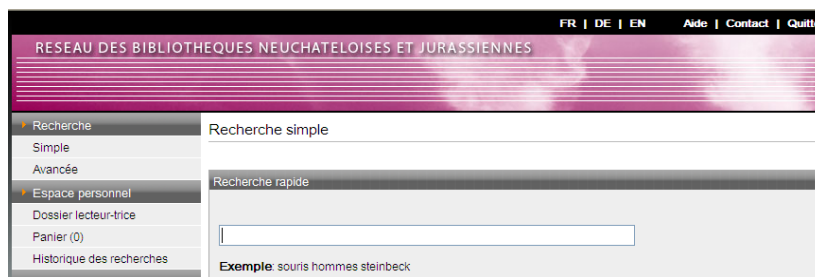 FR | DE | EN Aide | Contact |
RESEAU DES BIBLIOTHEQUES NEUCHATELOISES ET JURASSIENNES
Recherche
Simple
Avancée
Espace personnel
Dossier lecteur-trice
Panier (0)
Historique des recherches
Recherche simple
Recherche rapide
Exemple: souris hommes steinbeck